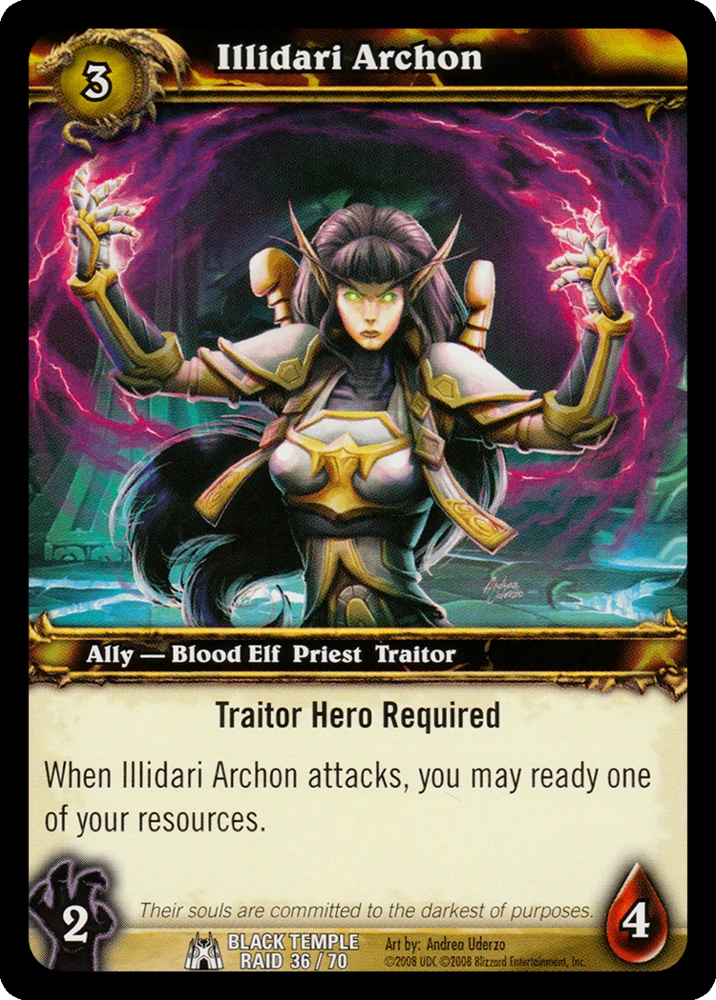 3
Illidari Archon
Andrea
Uderzo
Ally — Blood Elf Priest Traitor
Traitor Hero Required
When Illidari Archon attacks, you may ready one
of your resources.
2
Their souls are committed to the darkest of purposes.
4
BLACK TEMPLE
RAID 36 / 70
Art by: Andrea Uderzo
©2008 UDC ©2008 Blizzard Entertainment, Inc.